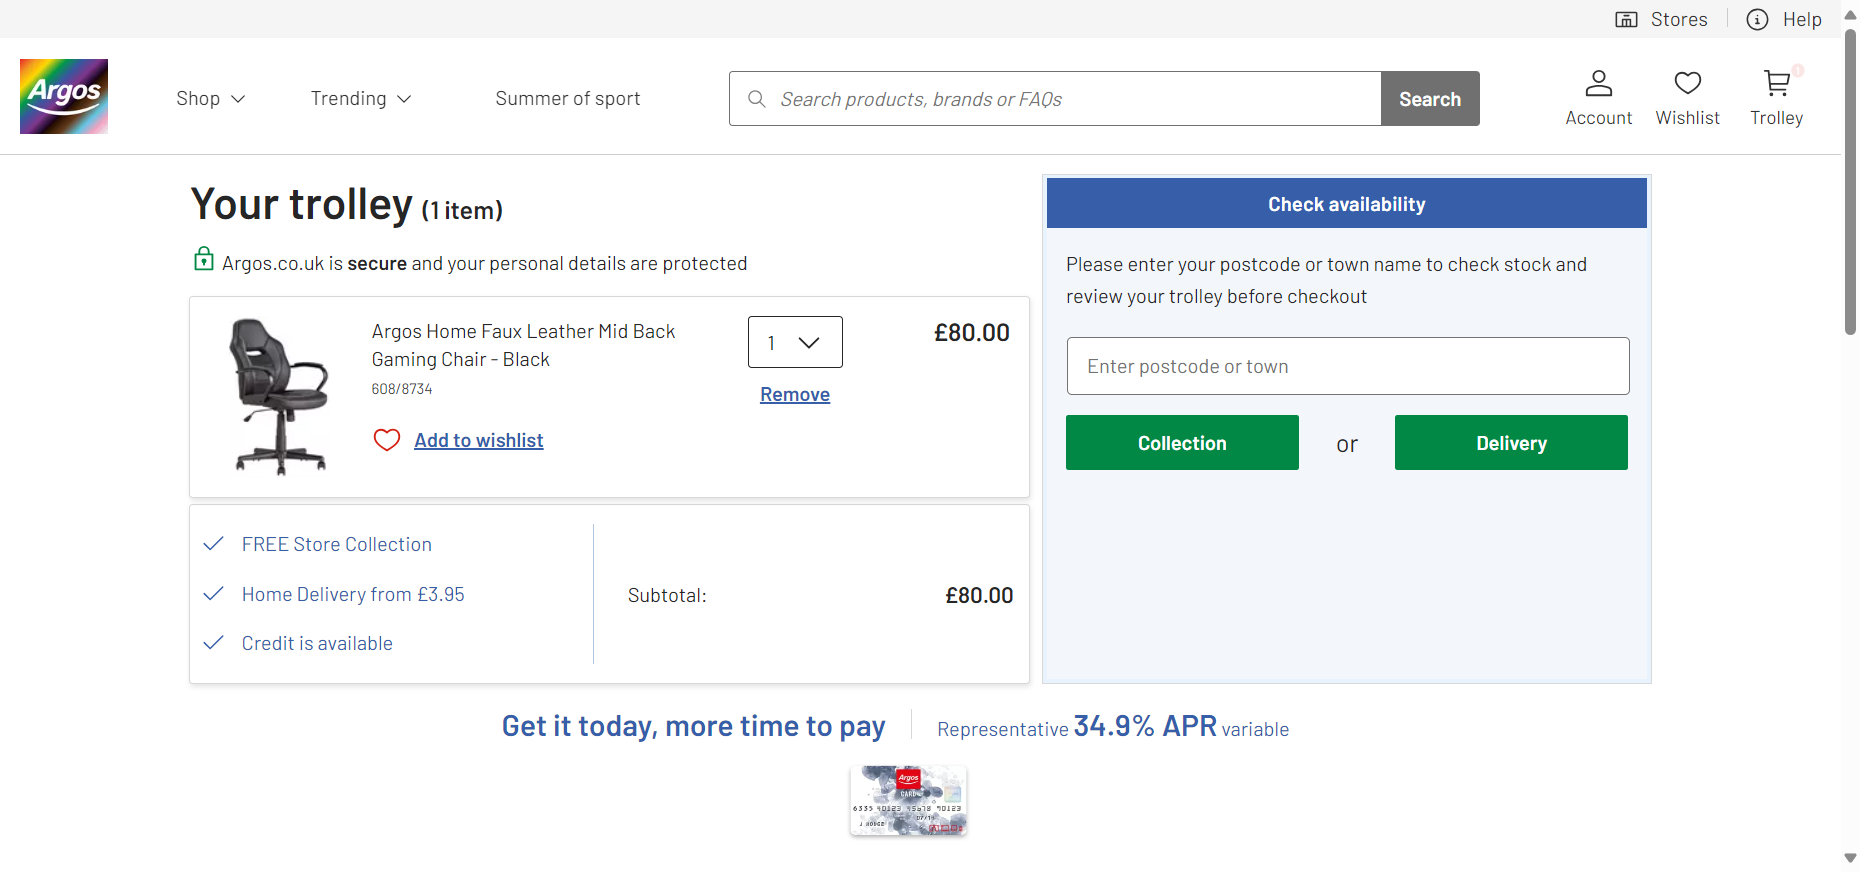 Stores
Help
Argos
Shop
Trending
Summer of sport
Search products, brands or FAQs
Search
Account
Wishlist
Trolley
Your trolley (1 item)
Argos.co.uk is secure and your personal details are protected
Argos Home Faux Leather Mid Back
Gaming Chair - Black
608/8734
Add to wishlist
1
Remove
£80.00
FREE Store Collection
Home Delivery from £3.95
Credit is available
Subtotal:
£80.00
Check availability
Please enter your postcode or town name to check stock and
review your trolley before checkout
Enter postcode or town
Collection
or
Delivery
Get it today, more time to pay
Representative 34.9% APR variable
Argos
CARD
6335 40123 45678 90123